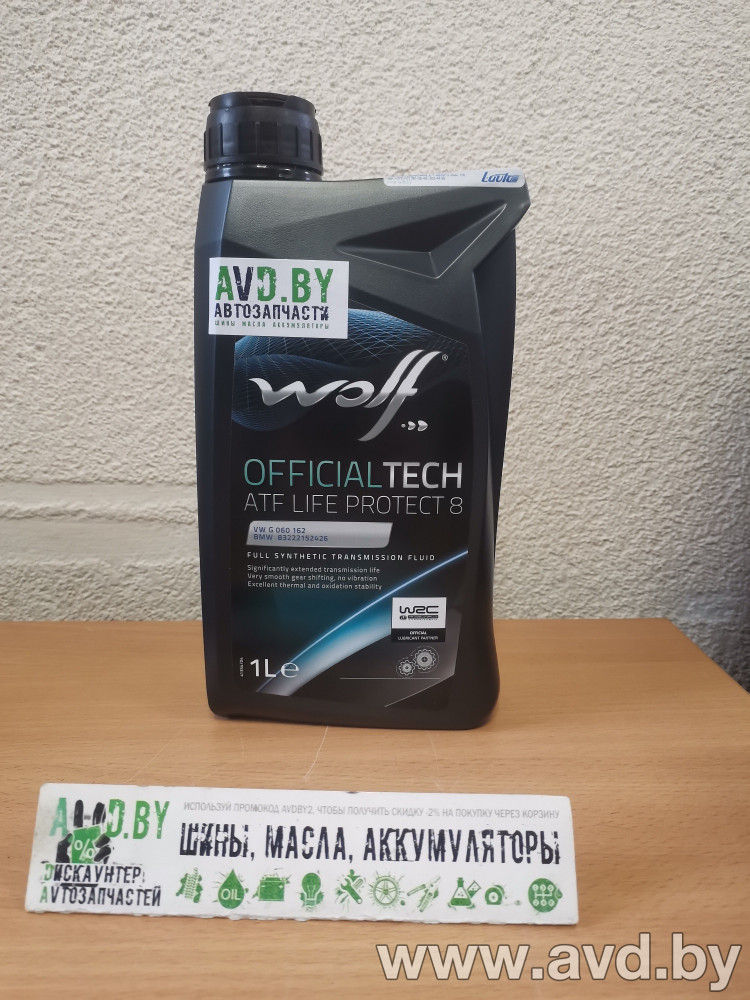 Lauto
AVD.BY
АВТОЗАПЧАСТИ
ШИНЫ МАСЛА АККУМУЛЯТОРЫ
wolf®
OFFICIALTECH
ATF LIFE PROTECT 8
VW G 060 162
BMW 83222152426
FULL SYNTHETIC TRANSMISSION FLUID
Significantly extended transmission life
Very smooth gear shifting, no vibration
Excellent thermal and oxidation stability
WRC
OFFICIAL
LUBRICANT PARTNER
1L e
ИСПОЛЬЗУЙ ПРОМОКОД AVDBY2, ЧТОБЫ ПОЛУЧИТЬ СКИДКУ -2% НА ПОКУПКУ ЧЕРЕЗ КОРЗИНУ
AVD.BY
%
ДИСКАУНТЕР
АВТОЗАПЧАСТЕЙ
ШИНЫ, МАСЛА, АККУМУЛЯТОРЫ
OIL
www.avd.by